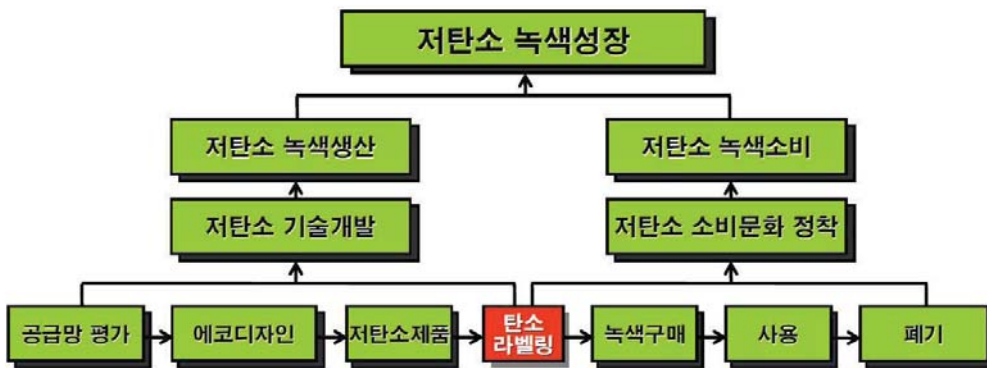 저탄소 녹색성장
저탄소 녹색생산
저탄소 녹색소비
저탄소 기술개발
저탄소 소비문화 정착
공급망 평가
에코디자인
저탄소제품
탄소
라벨링
녹색구매
사용
폐기